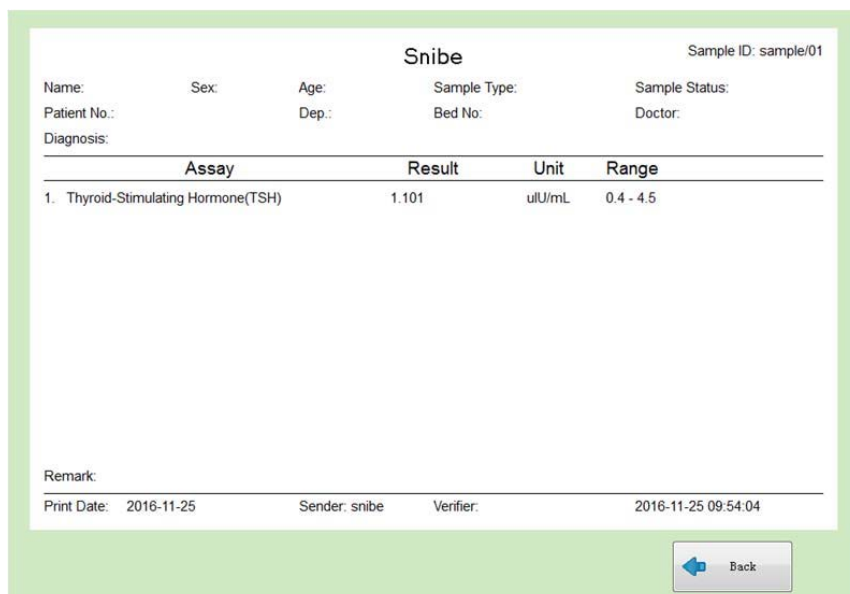 Snibe Sample ID: sample/01
Name: Sex: Age: Sample Type: Sample Status:
Patient No.: Dep.: Bed No: Doctor:
Diagnosis:
Assay Result Unit Range
1. Thyroid-Stimulating Hormone(TSH) 1.101 uIU/mL 0.4 - 4.5
Remark:
Print Date: 2016-11-25 Sender: snibe Verifier: 2016-11-25 09:54:04
Back